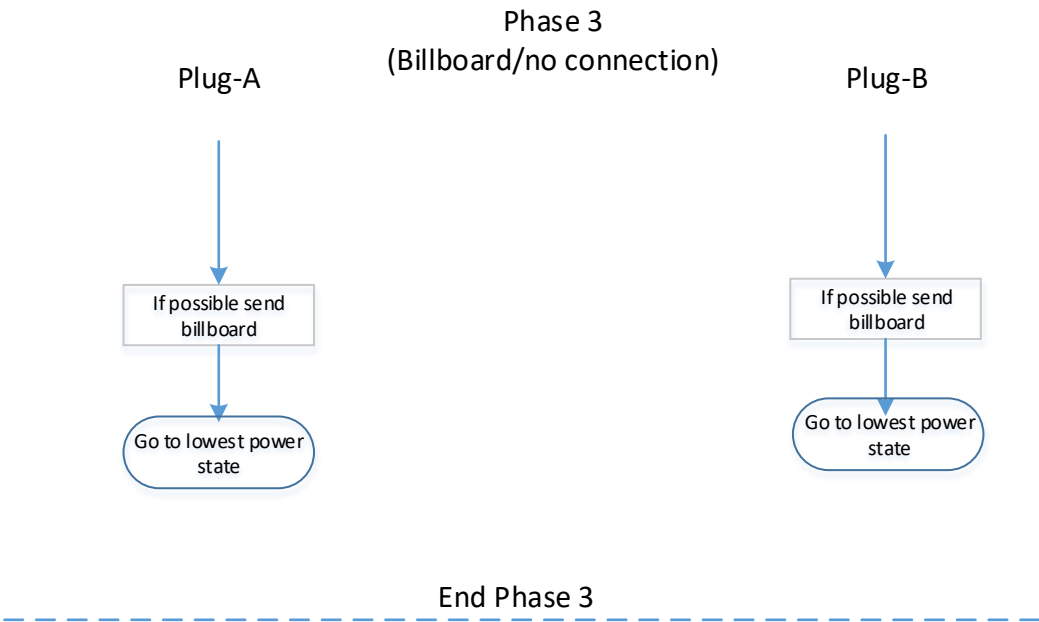 Phase 3
(Billboard/no connection)
Plug-A
Plug-B
If possible send
billboard
If possible send
billboard
Go to lowest power
state
Go to lowest power
state
End Phase 3